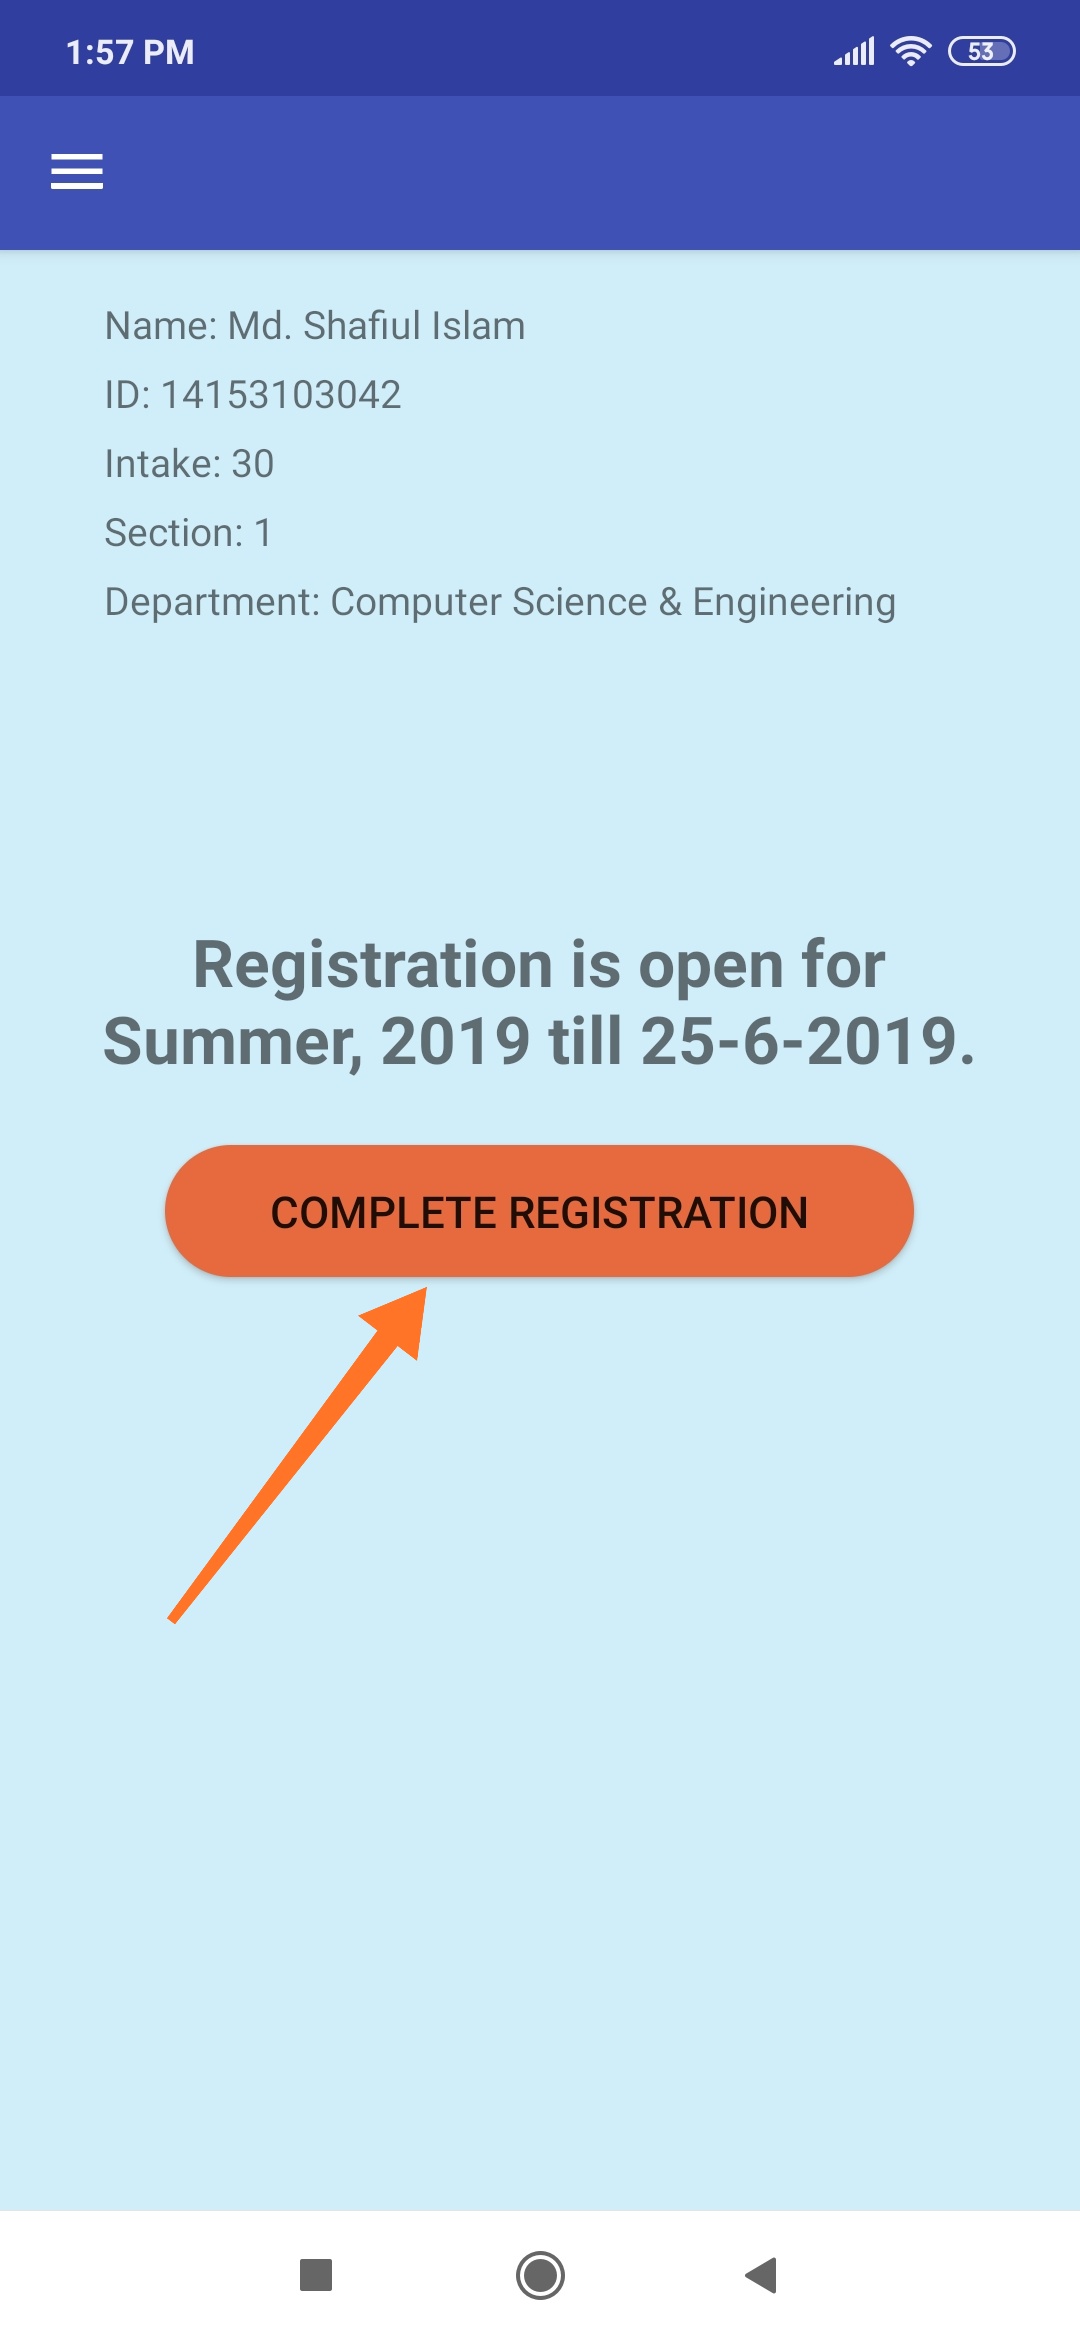 1:57 PM
53
Name: Md. Shafiul Islam
ID: 14153103042
Intake: 30
Section: 1
Department: Computer Science & Engineering
Registration is open for
Summer, 2019 till 25-6-2019.
COMPLETE REGISTRATION